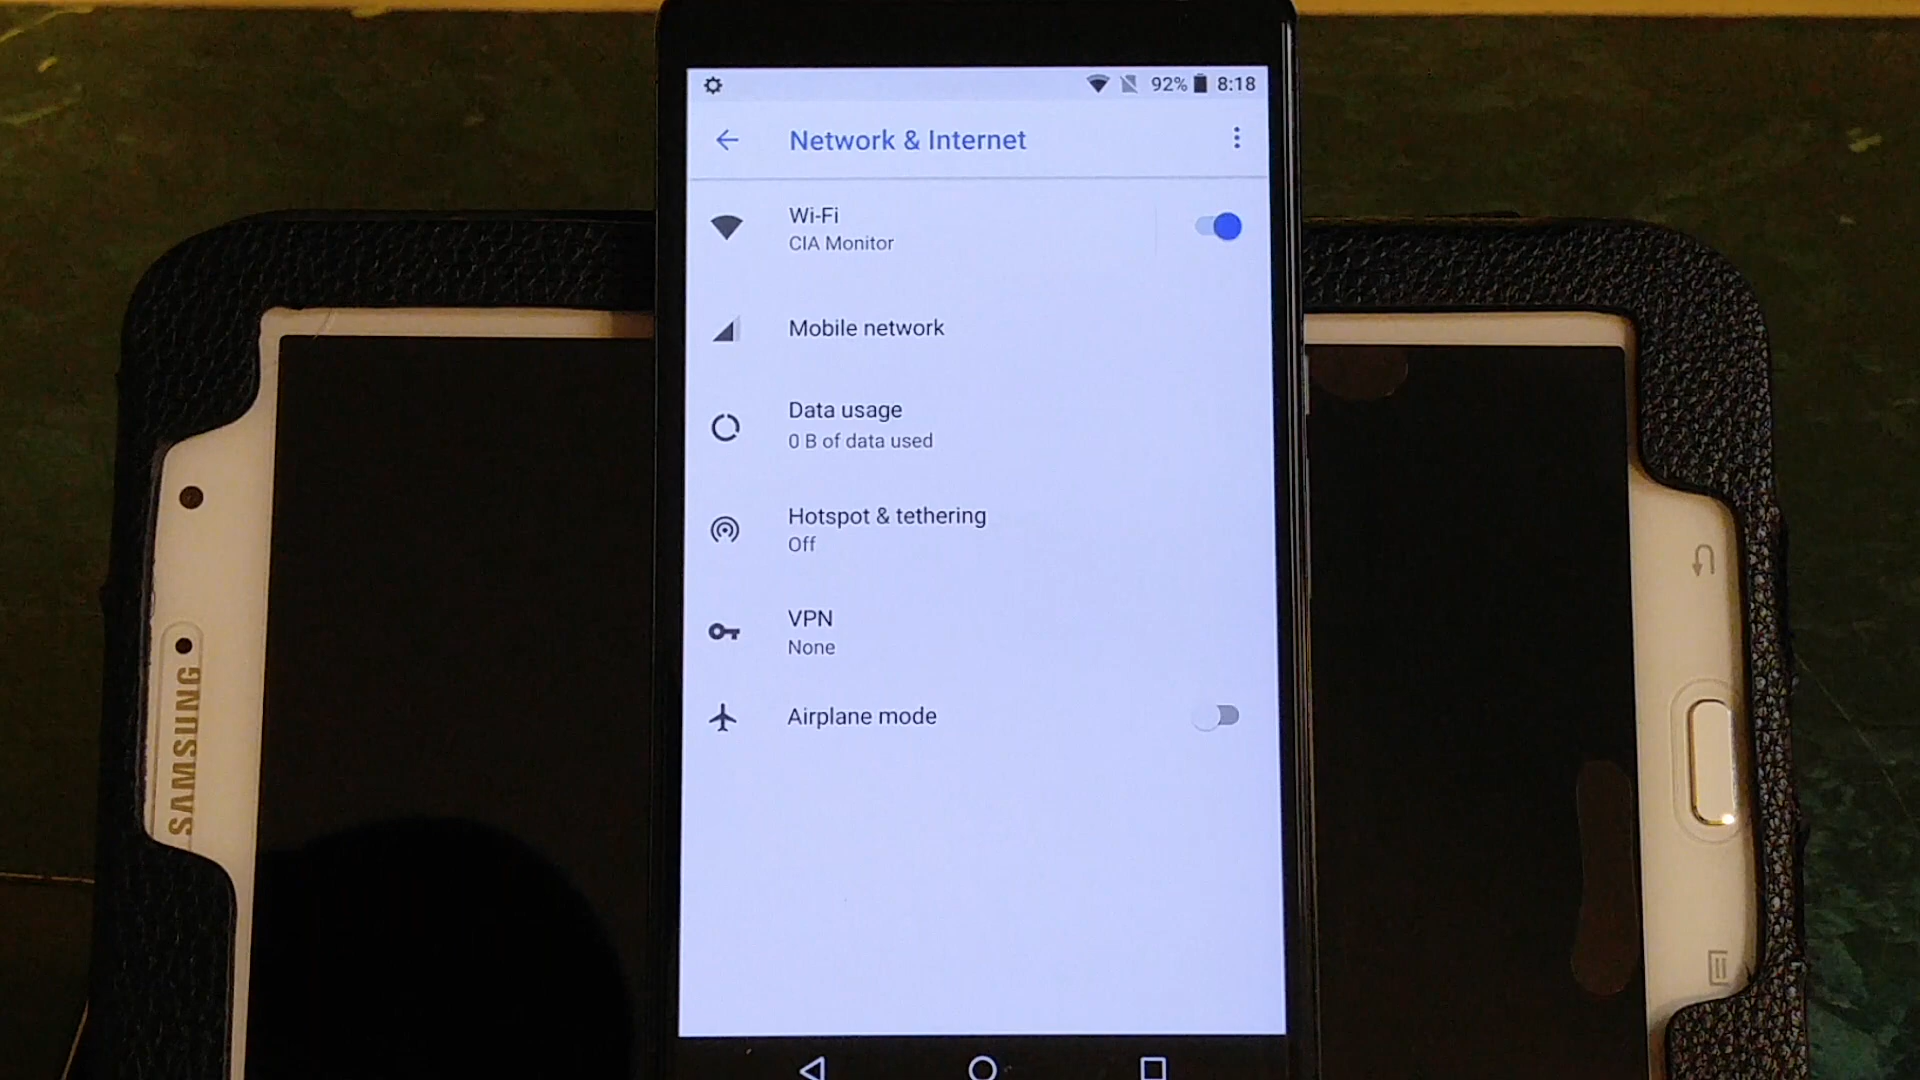 92% 8:18
Network & Internet
Wi-Fi
CIA Monitor
Mobile network
Data usage
0 B of data used
Hotspot & tethering
Off
VPN
None
Airplane mode
SAMSUNG